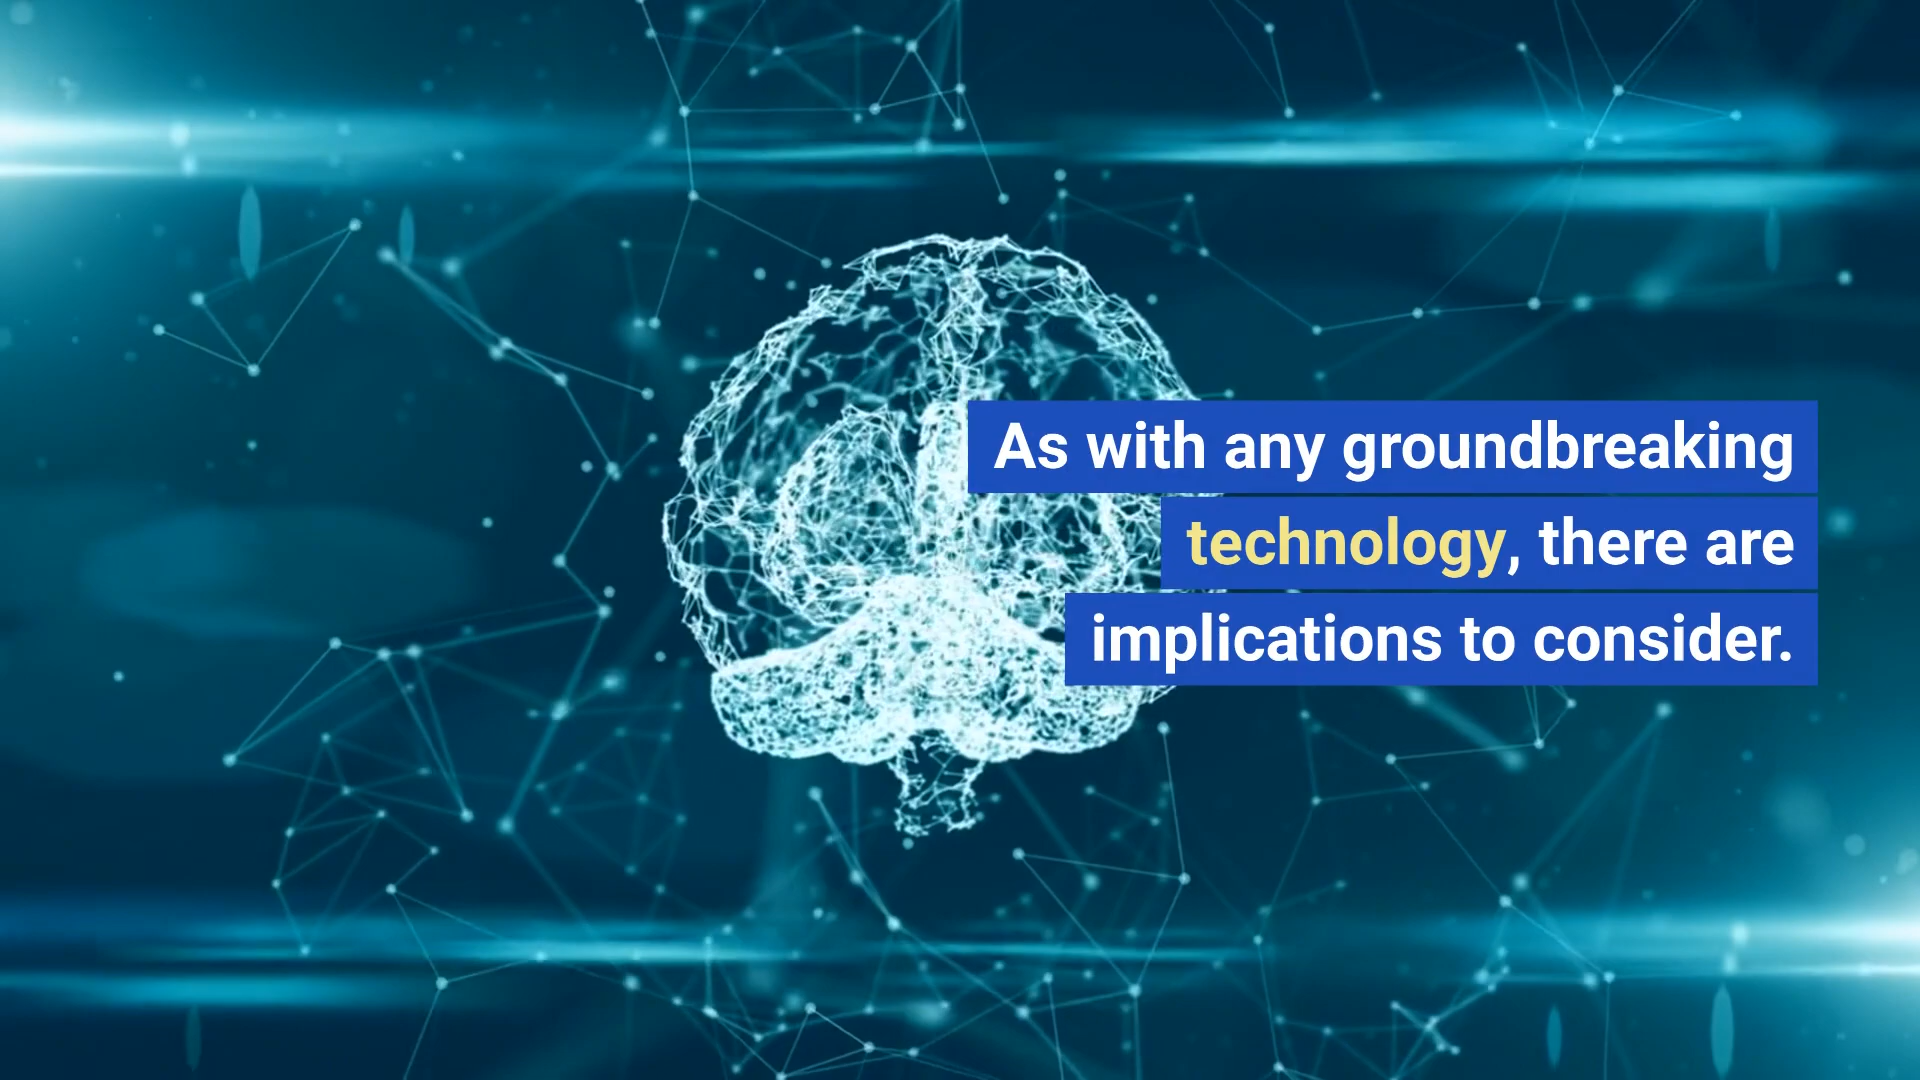 As with any groundbreaking
technology, there are
implications to consider.